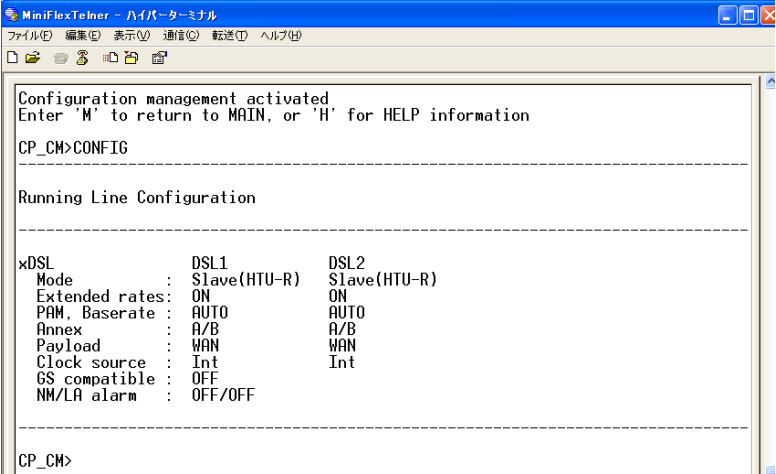 MiniFlexTelner - ハイパーターミナル
ファイル(F) 編集(E) 表示(V) 通信(C) 転送(T) ヘルプ(H)
Configuration management activated
Enter 'M' to return to MAIN, or 'H' for HELP information
CP_CM>CONFIG
Running Line Configuration
xDSL DSL1 DSL2
Mode : Slave(HTU-R) Slave(HTU-R)
Extended rates: ON ON
PAM, Baserate : AUTO AUTO
Annex : A/B A/B
Payload : WAN WAN
Clock source : Int Int
GS compatible : OFF
NM/LA alarm : OFF/OFF
CP_CM>